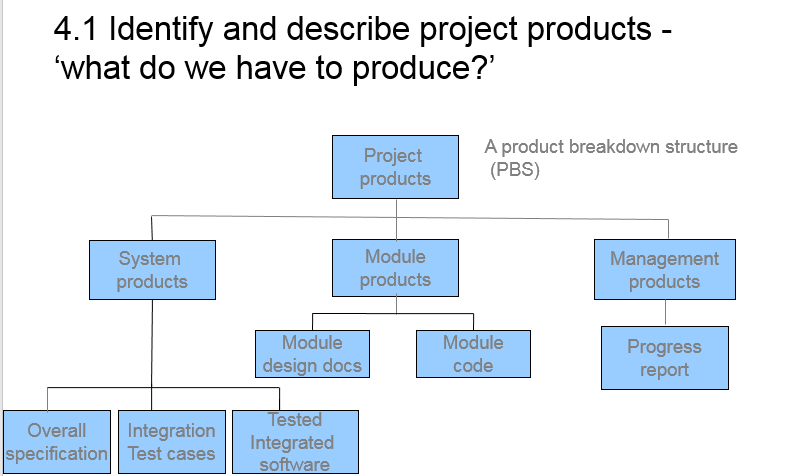 4.1 Identify and describe project products -
‘what do we have to produce?’
A product breakdown structure
(PBS)
Project
products
System
products
Module
products
Management
products
Module
design docs
Module
code
Progress
report
Overall
specification
Integration
Test cases
Tested
Integrated
software